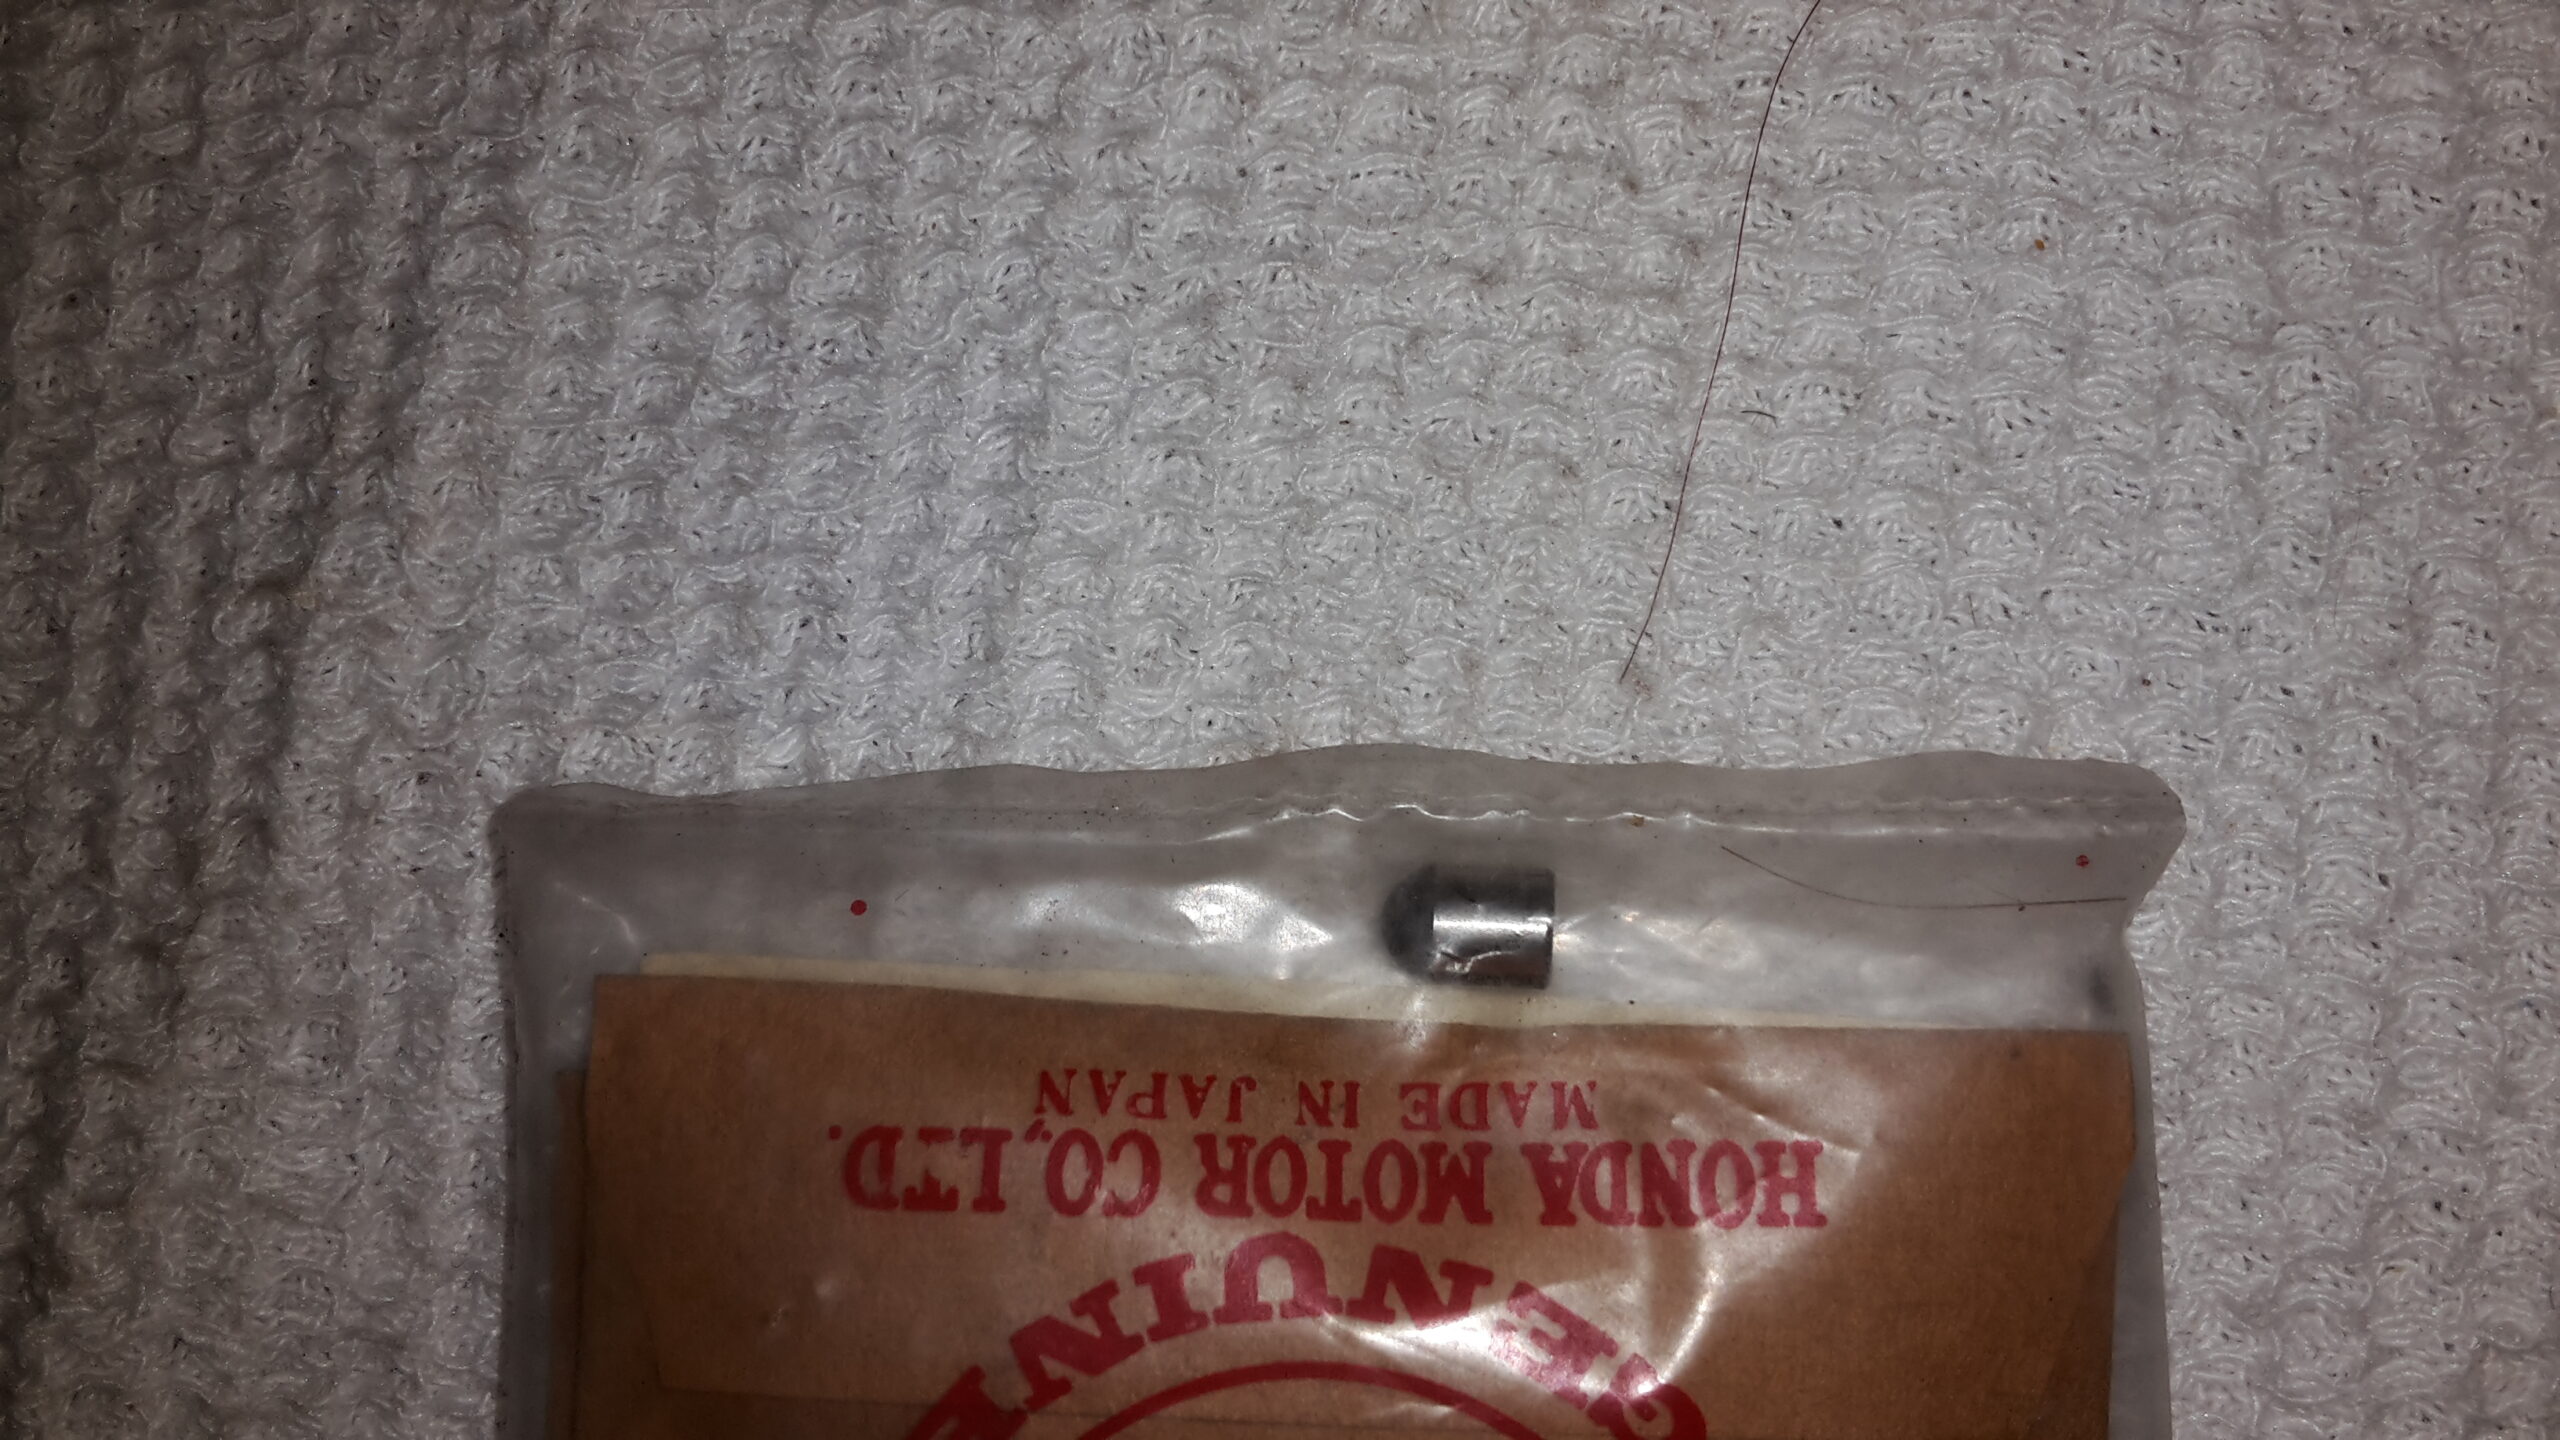 GENUINE
HONDA MOTOR CO.,LTD.
MADE IN JAPAN